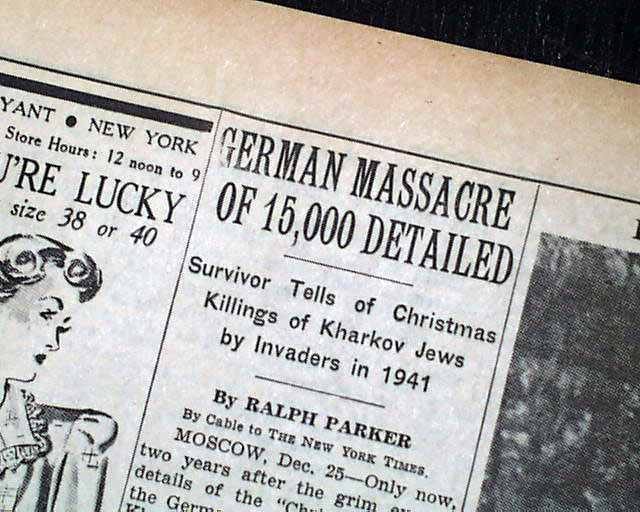 YANT • NEW YORK
Store Hours: 12 noon to 9
U'RE LUCKY
size 38 or 40
GERMAN MASSACRE
OF 15,000 DETAILED
Survivor Tells of Christmas
Killings of Kharkov Jews
by Invaders in 1941
By RALPH PARKER
By Cable to THE NEW YORK TIMES.
MOSCOW, Dec. 25—Only now,
two years after the grim
details of the
the Germ